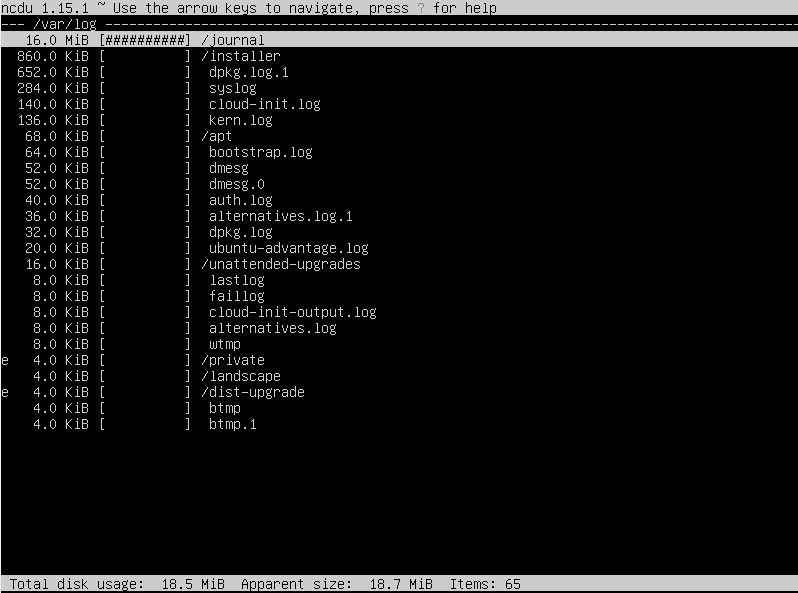 ncdu 1.15.1 ~ Use the arrow keys to navigate, press ? for help
--- /var/log ----------------------------------------------------------------------------------------
   16.0 MiB [##########] /journal
  860.0 KiB [          ] /installer
  652.0 KiB [          ]  dpkg.log.1
  284.0 KiB [          ]  syslog
  140.0 KiB [          ]  cloud-init.log
  136.0 KiB [          ]  kern.log
   68.0 KiB [          ] /apt
   64.0 KiB [          ]  bootstrap.log
   52.0 KiB [          ]  dmesg
   52.0 KiB [          ]  dmesg.0
   40.0 KiB [          ]  auth.log
   36.0 KiB [          ]  alternatives.log.1
   32.0 KiB [          ]  dpkg.log
   20.0 KiB [          ]  ubuntu-advantage.log
   16.0 KiB [          ] /unattended-upgrades
    8.0 KiB [          ]  lastlog
    8.0 KiB [          ]  faillog
    8.0 KiB [          ]  cloud-init-output.log
    8.0 KiB [          ]  alternatives.log
    8.0 KiB [          ]  wtmp
e   4.0 KiB [          ] /private
    4.0 KiB [          ] /landscape
e   4.0 KiB [          ] /dist-upgrade
    4.0 KiB [          ]  btmp
    4.0 KiB [          ]  btmp.1
 Total disk usage:  18.5 MiB  Apparent size:  18.7 MiB  Items: 65